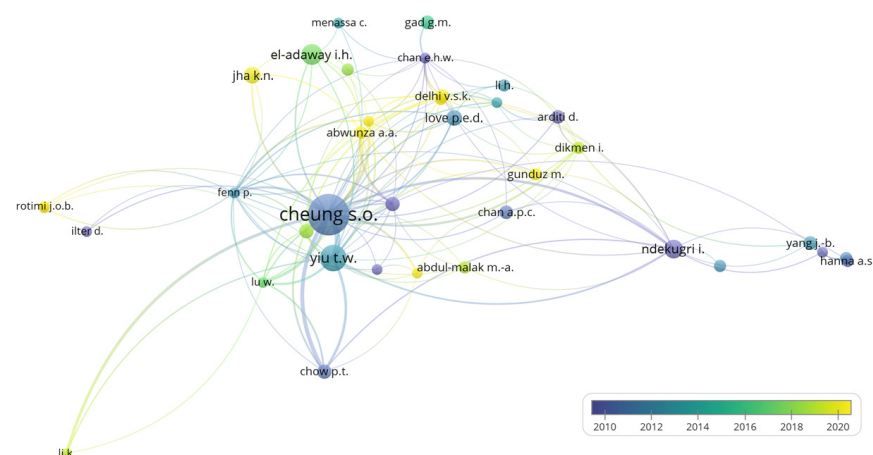 menassa c.
gad g.m.
el-adaway i.h.
chan e.h.w.
jha k.n.
li h.
delhi v.s.k.
love p.e.d.
arditi d.
abwunza a.a.
dikmen i.
gunduz m.
fenn p.
rotimi j.o.b.
cheung s.o.
chan a.p.c.
ilter d.
ndekugri i.
yang j.-b.
yiu t.w.
hanna a.s
abdul-malak m.-a.
lu w.
chow p.t.
li k.
2010 2012 2014 2016 2018 2020